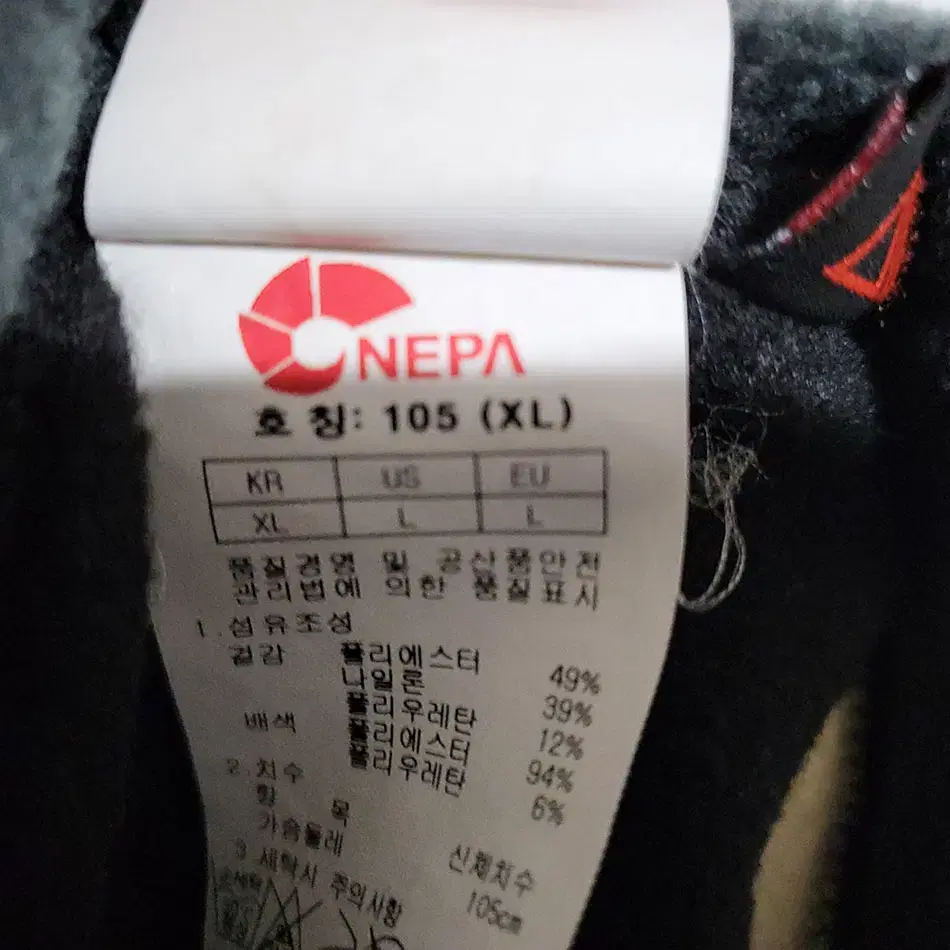 NEPA
호 칭: 105 (XL)
KR US EU
XL L L
품질경영 및 공산품안전
관리법에 의한 품질표시
1. 섬유조성
겉감 폴리에스터 49%
나일론 39%
폴리우레탄 12%
배색 폴리에스터 94%
폴리우레탄 6%
2. 치수
항 목 신체치수
가슴둘레 105cm
3. 세탁시 주의사항
손세탁